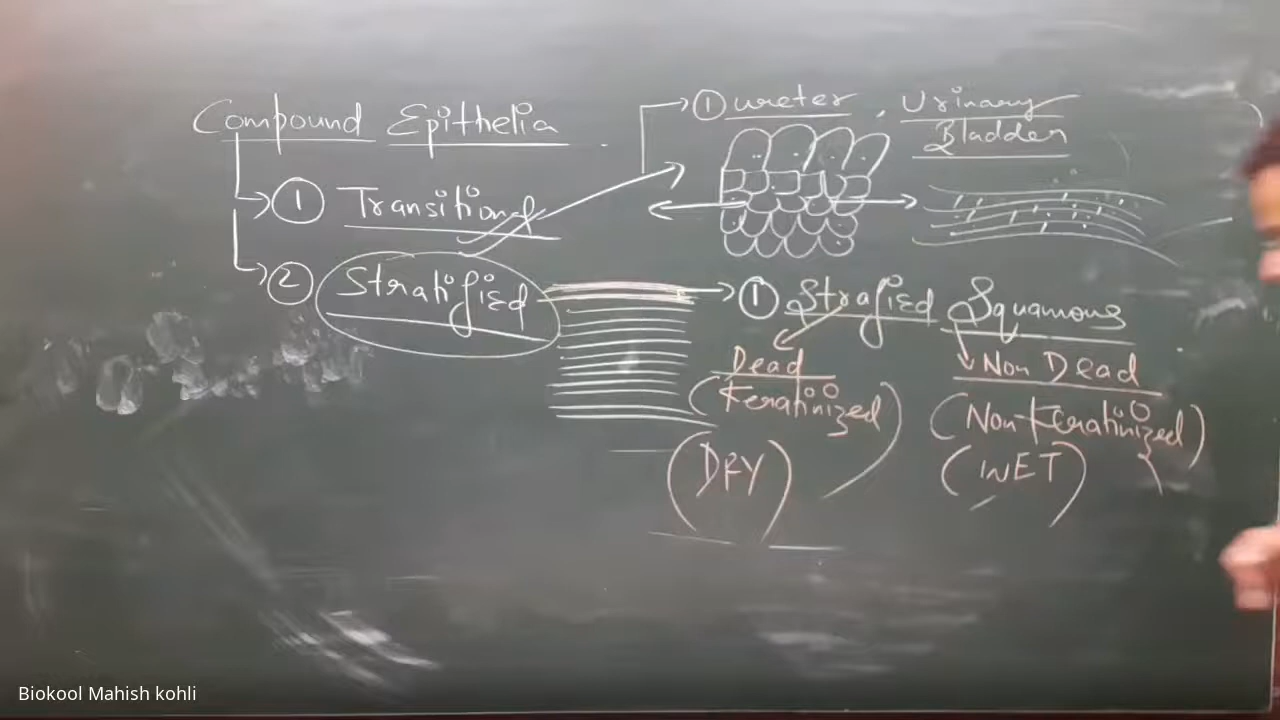 Compound Epithelia
① Transitional
② Stratified
① ureter, Urinary
Bladder
① Strafied Squamous
Dead
(Keratinized)
(DRY)
Non Dead
(Non-Keratinized)
(WET)
Biokool Mahish kohli